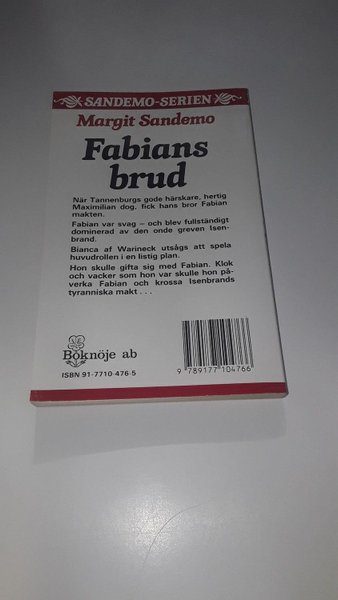 SANDEMO-SERIEN
Margit Sandemo
Fabians
brud
När Tannenburgs gode härskare, hertig
Maximilian dog, fick hans bror Fabian
makten.
Fabian var svag – och blev fullständigt
dominerad av den onde greven Isen-
brand.
Bianca af Warineck utsågs att spela
huvudrollen i en listig plan.
Hon skulle gifta sig med Fabian. Klok
och vacker som hon var skulle hon på-
verka Fabian och krossa Isenbrands
tyranniska makt . . .
Boknöje ab
ISBN 91-7710-476-5
9 789177 104766